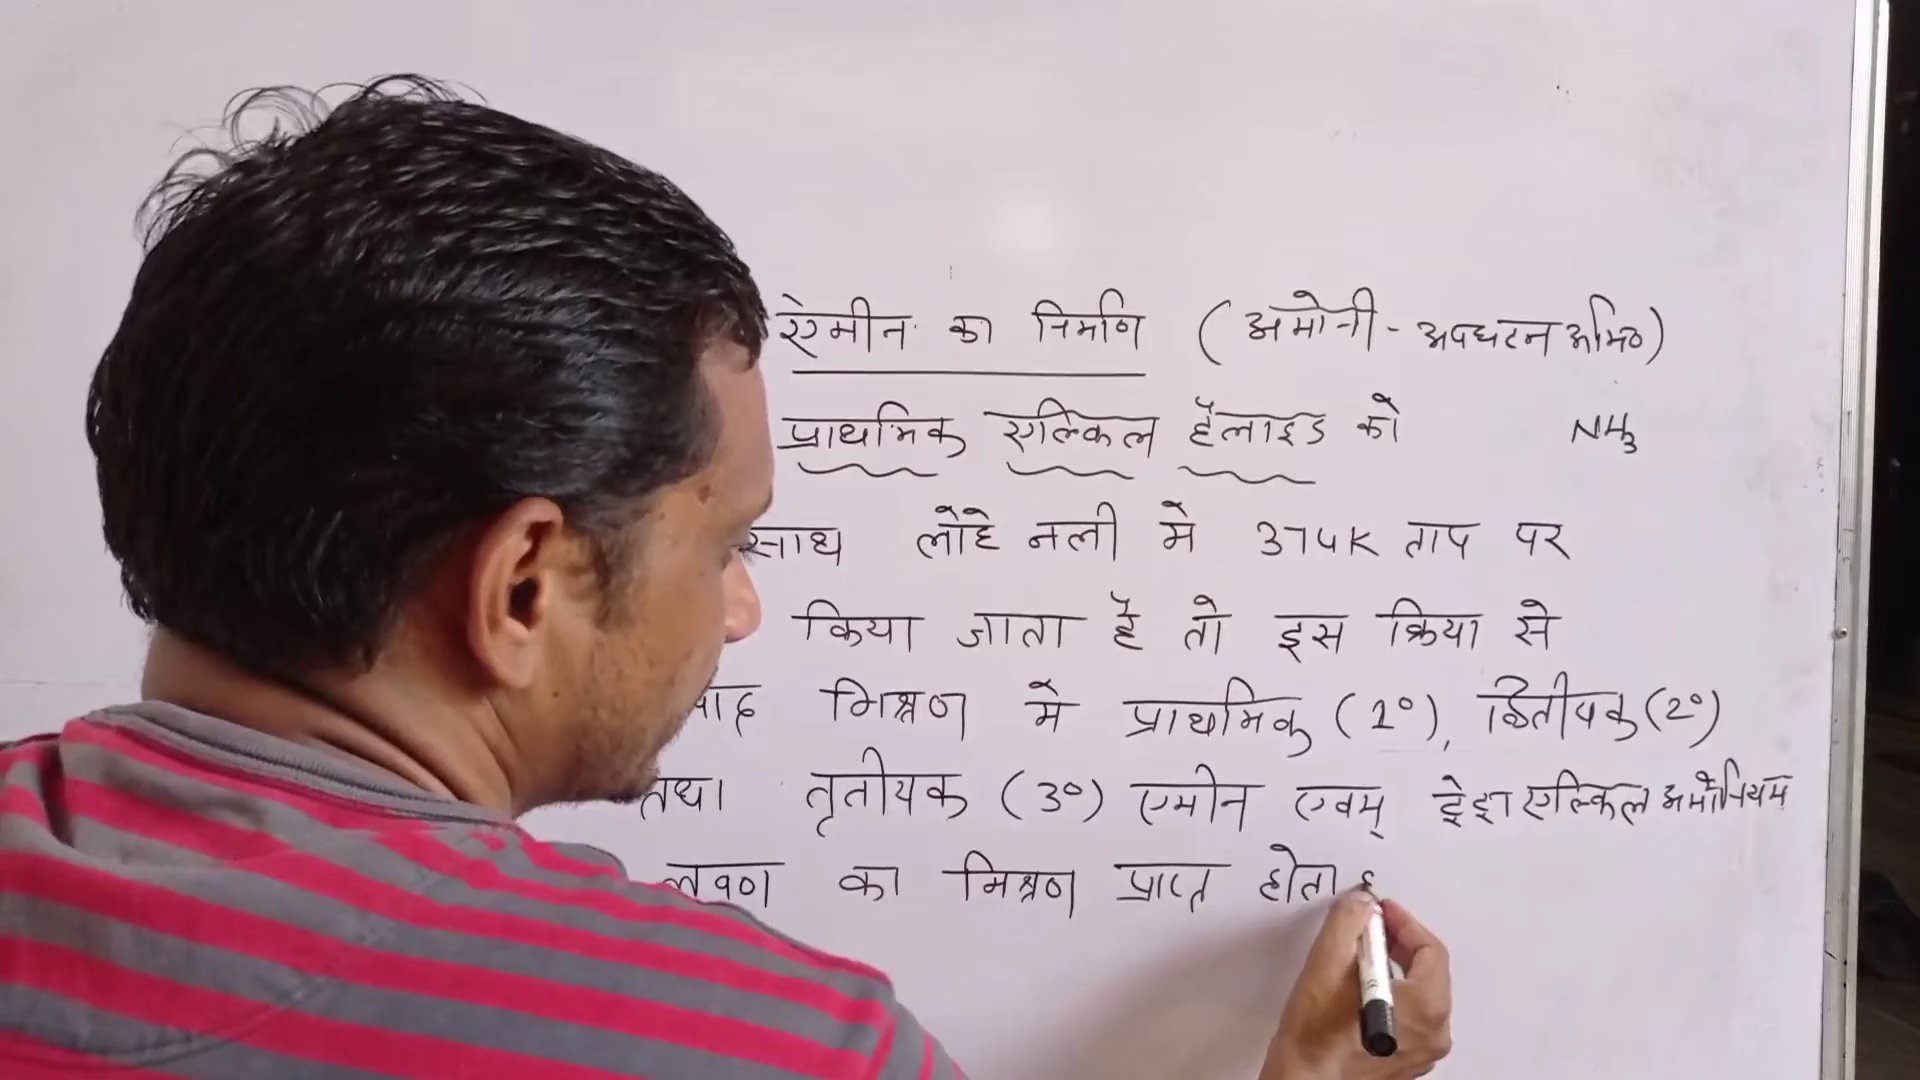 ऐमीन का निर्माण (अमोनी - अपघटन अभि०)
प्राथमिक एल्किल हैलाइड को NH3
साथ लोहे नली मे 374K ताप पर
किया जाता है तो इस क्रिया से
पाद मिश्रण मे प्राथमिक (1°), द्वितीयक (2°)
तथा तृतीयक (3°) एमीन एवम् एल्किल अमोनियम
लवण का मिश्रण प्राप्त होता